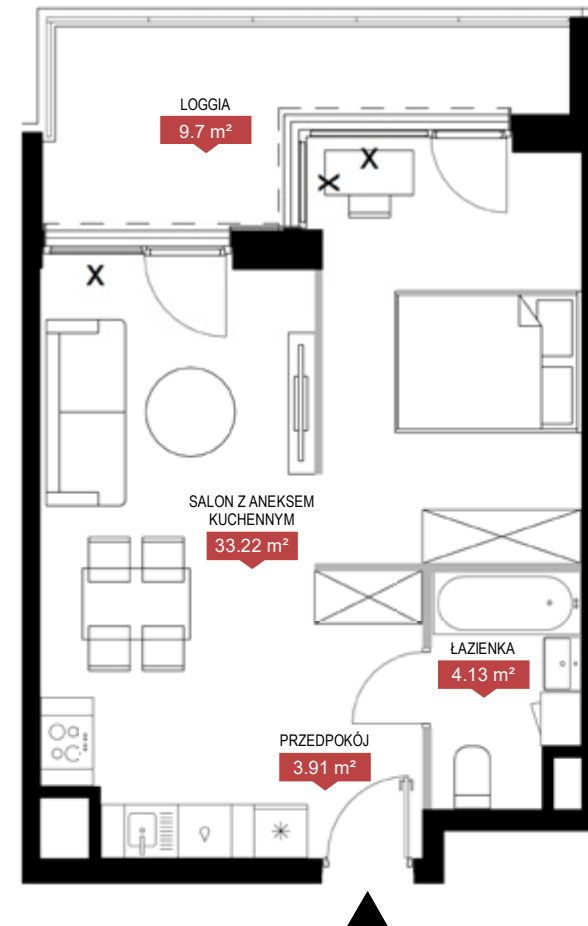 LOGGIA
9.7 m²
X
X
X
SALON Z ANEKSEM
KUCHENNYM
33.22 m²
ŁAZIENKA
4.13 m²
PRZEDPOKÓJ
3.91 m²